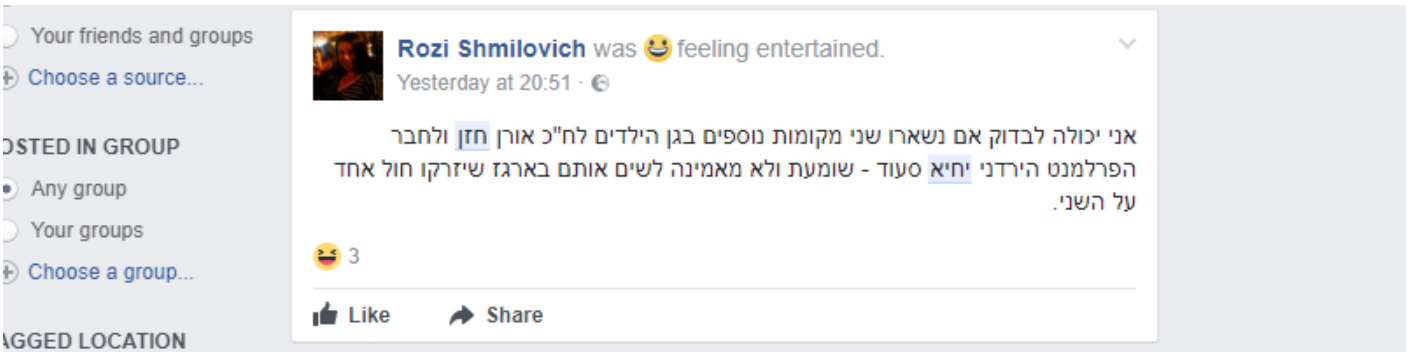 Your friends and groups
Choose a source...
OSTED IN GROUP
Any group
Your groups
Choose a group...
AGGED LOCATION
Rozi Shmilovich was feeling entertained.
Yesterday at 20:51 ·
אני יכולה לבדוק אם נשארו שני מקומות נוספים בגן הילדים לח"כ אורן חזן ולחבר
הפרלמנט הירדני יחיא סעוד - שומעת ולא מאמינה לשים אותם בארגז שיזרקו חול אחד
על השני.
3
Like Share